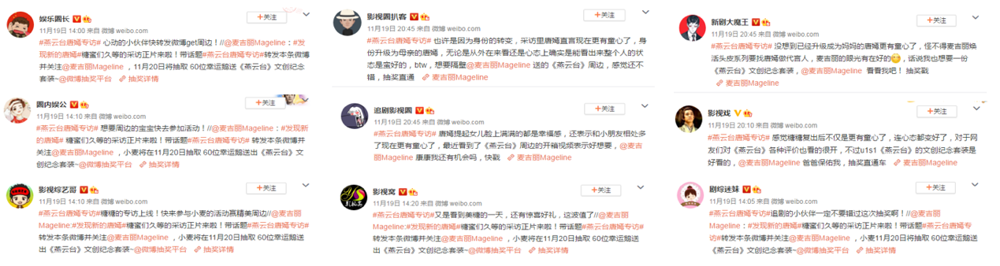 娱乐圈长
+关注
11月19日 14:00 来自 微博 weibo.com
#燕云台唐嫣专访# 心动的小伙伴快转发微博get周边！//@麦吉丽Mageline：#发
现新的唐嫣#糖蜜们久等的采访正片来啦！带话题#燕云台唐嫣专访#转发本条微博
并关注@麦吉丽Mageline ，11月20日将抽取 60位幸运鎚送《燕云台》文创纪念
套装~@微博抽奖平台 抽奖详情
圈内娱公
+关注
11月19日 14:10 来自 微博 weibo.com
#燕云台唐嫣专访# 想要周边的宝宝快去参加活动！//@麦吉丽Mageline：#发现新
的唐嫣# 糖蜜们久等的采访正片来啦！带话题#燕云台唐嫣专访# 转发本条微博并
关注@麦吉丽Mageline ，小麦将在11月20日抽取 60位幸运鎚送出《燕云台》文
创纪念套装~@微博抽奖平台 抽奖详情
影视综艺哥
+关注
11月19日 14:10 来自 微博 weibo.com
#燕云台唐嫣专访#糖糖的专访上线！快来参与小麦的活动赢精美周边//@麦吉丽
Mageline:#发现新的唐嫣#糖蜜们久等的采访正片来啦！带话题#燕云台唐嫣专访#
转发本条微博并关注@麦吉丽Mageline ，小麦将在11月20日抽取 60位幸运鎚送
出《燕云台》文创纪念套装~@微博抽奖平台 抽奖详情
影视圈扒客
+关注
11月19日 20:45 来自 微博 weibo.com
#燕云台唐嫣专访# 也许是因为身份的转变，采访里唐嫣直言现在更有童心了，身
份升级为母亲的唐嫣，无论是从外在来看还是心态上确实是能看出来整个人的状
态是蛮好的，btw，想要隔壁@麦吉丽Mageline 送的《燕云台》周边，感觉还不
错，抽奖直通 麦吉丽Mageline
追剧影视圈
+关注
11月19日 20:45 来自 微博 weibo.com
#燕云台唐嫣专访# 唐嫣提起女儿脸上满满的都是幸福感，还表示和小朋友相处多
了现在更有童心了，最近看到了《燕云台》周边的开箱视频表示好想要，@麦吉
丽Mageline 康康我还有机会吗，快戳 麦吉丽Mageline
影视窝
+关注
11月19日 14:10 来自 微博 weibo.com
#燕云台唐嫣专访#又是看到美糖的一天，还有惊喜好礼，这波值了//@麦吉丽
Mageline:#发现新的唐嫣#糖蜜们久等的采访正片来啦！带话题#燕云台唐嫣专访#
转发本条微博并关注@麦吉丽Mageline ，小麦将在11月20日抽取 60位幸运鎚送
出《燕云台》文创纪念套装~@微博抽奖平台 抽奖详情
新剧大魔王
+关注
11月19日 20:45 来自 微博 weibo.com
#燕云台唐嫣专访# 没想到已经升级成为妈妈的唐嫣更有童心了，怪不得麦吉丽焕
活头皮系列要找唐嫣做代言人，麦吉丽的眼光有在好的，话说我也想要一份
《燕云台》文创纪念套装，@麦吉丽Mageline 看看我吧！ 抽奖戳
麦吉丽Mageline
影视戏
+关注
11月19日 20:10 来自 微博 weibo.com
#燕云台唐嫣专访# 感觉糖糖复出后不仅是更有童心了，连心态都变好了，对于网
友们对《燕云台》各种评价也看的很开，不过u1s1《燕云台》的文创纪念套装是
好看的，@麦吉丽Mageline 爸爸保佑我，抽奖直通车 麦吉丽Mageline
剧综迷妹
+关注
11月19日 14:05 来自 微博 weibo.com
#燕云台唐嫣专访#追剧的小伙伴一定不要错过这次抽奖啊！//@麦吉丽
Mageline：#发现新的唐嫣#糖蜜们久等的采访正片来啦！带话题#燕云台唐嫣专
访#转发本条微博并关注@麦吉丽Mageline ，小麦11月20日将抽取 60位幸运鎚送出
《燕云台》文创纪念套装~@微博抽奖平台 抽奖详情